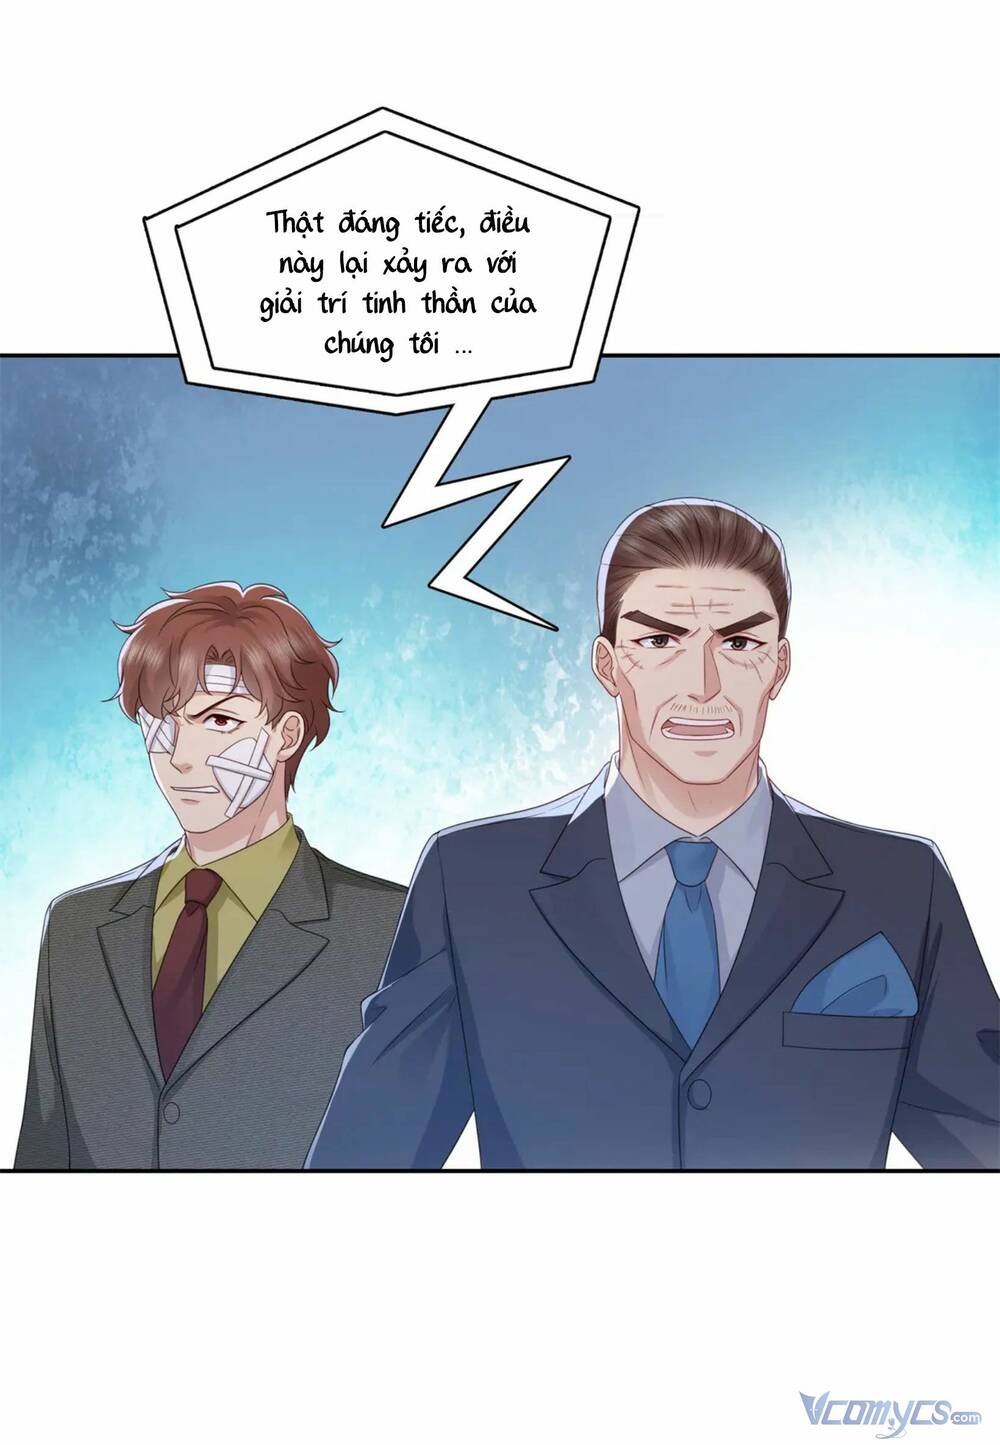 Thật đáng tiếc, điều
này lại xảy ra với
giải trí tinh thần của
chúng tôi ...
VCOMYCS.com